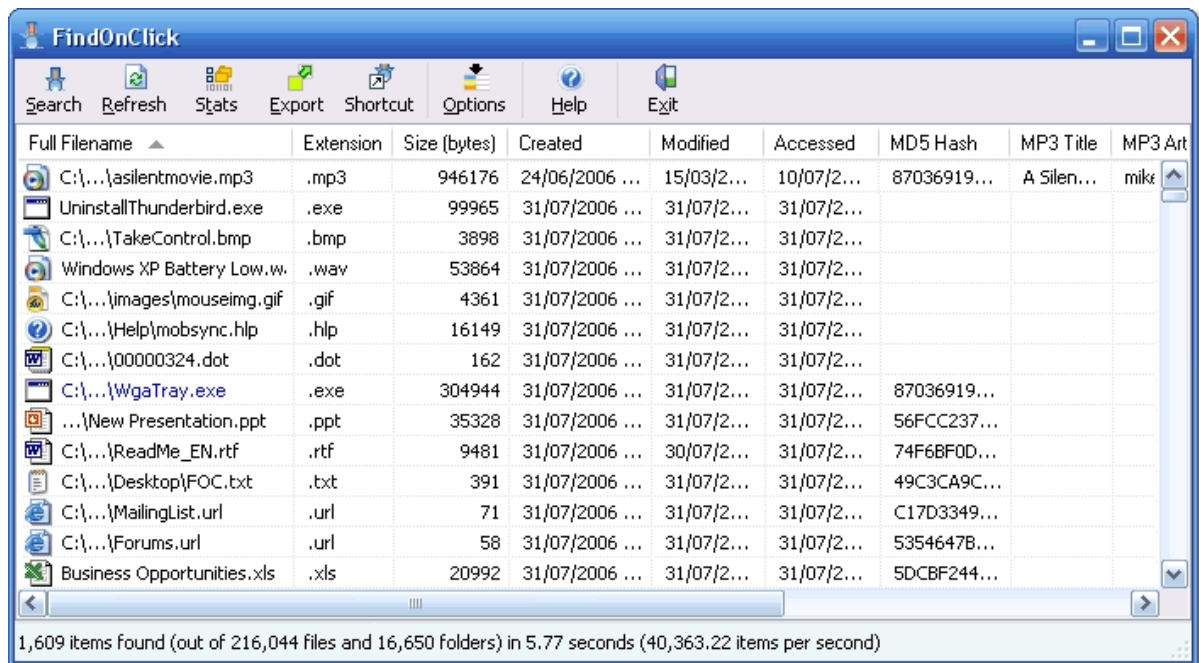 FindOnClick
Search Refresh Stats Export Shortcut Options Help Exit
Full Filename Extension Size (bytes) Created Modified Accessed MD5 Hash MP3 Title MP3 Art
C:\...\asilentmovie.mp3 .mp3 946176 24/06/2006 ... 15/03/2... 10/07/2... 87036919... A Silen... mike
UninstallThunderbird.exe .exe 99965 31/07/2006 ... 31/07/2... 31/07/2...
C:\...\TakeControl.bmp .bmp 3898 31/07/2006 ... 31/07/2... 31/07/2...
Windows XP Battery Low.w. .wav 53864 31/07/2006 ... 31/07/2... 31/07/2...
C:\...\images\mouseimg.gif .gif 4361 31/07/2006 ... 31/07/2... 31/07/2...
C:\...\Help\mobsync.hlp .hlp 16149 31/07/2006 ... 31/07/2... 31/07/2...
C:\...\00000324.dot .dot 162 31/07/2006 ... 31/07/2... 31/07/2...
C:\...\WgaTray.exe .exe 304944 31/07/2006 ... 31/07/2... 31/07/2... 87036919...
...\New Presentation.ppt .ppt 35328 31/07/2006 ... 31/07/2... 31/07/2... 56FCC237...
C:\...\ReadMe_EN.rtf .rtf 9481 31/07/2006 ... 30/07/2... 31/07/2... 74F6BF0D...
C:\...\Desktop\FOC.txt .txt 391 31/07/2006 ... 31/07/2... 31/07/2... 49C3CA9C...
C:\...\MailingList.url .url 71 31/07/2006 ... 31/07/2... 31/07/2... C17D3349...
C:\...\Forums.url .url 58 31/07/2006 ... 31/07/2... 31/07/2... 5354647B...
Business Opportunities.xls .xls 20992 31/07/2006 ... 31/07/2... 31/07/2... 5DCBF244...
1,609 items found (out of 216,044 files and 16,650 folders) in 5.77 seconds (40,363.22 items per second)